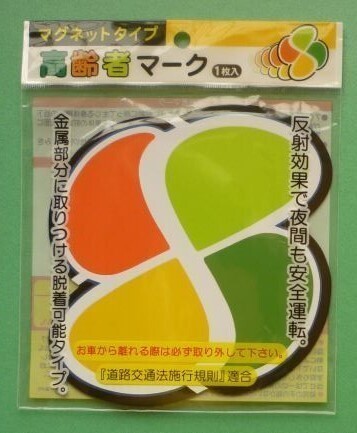 マグネットタイプ
高齢者マーク 1枚入
反射効果で夜間も安全運転。
金属部分に取りつける脱着可能タイプ。
お車から離れる際は必ず取り外して下さい。
『道路交通法施行規則』適合